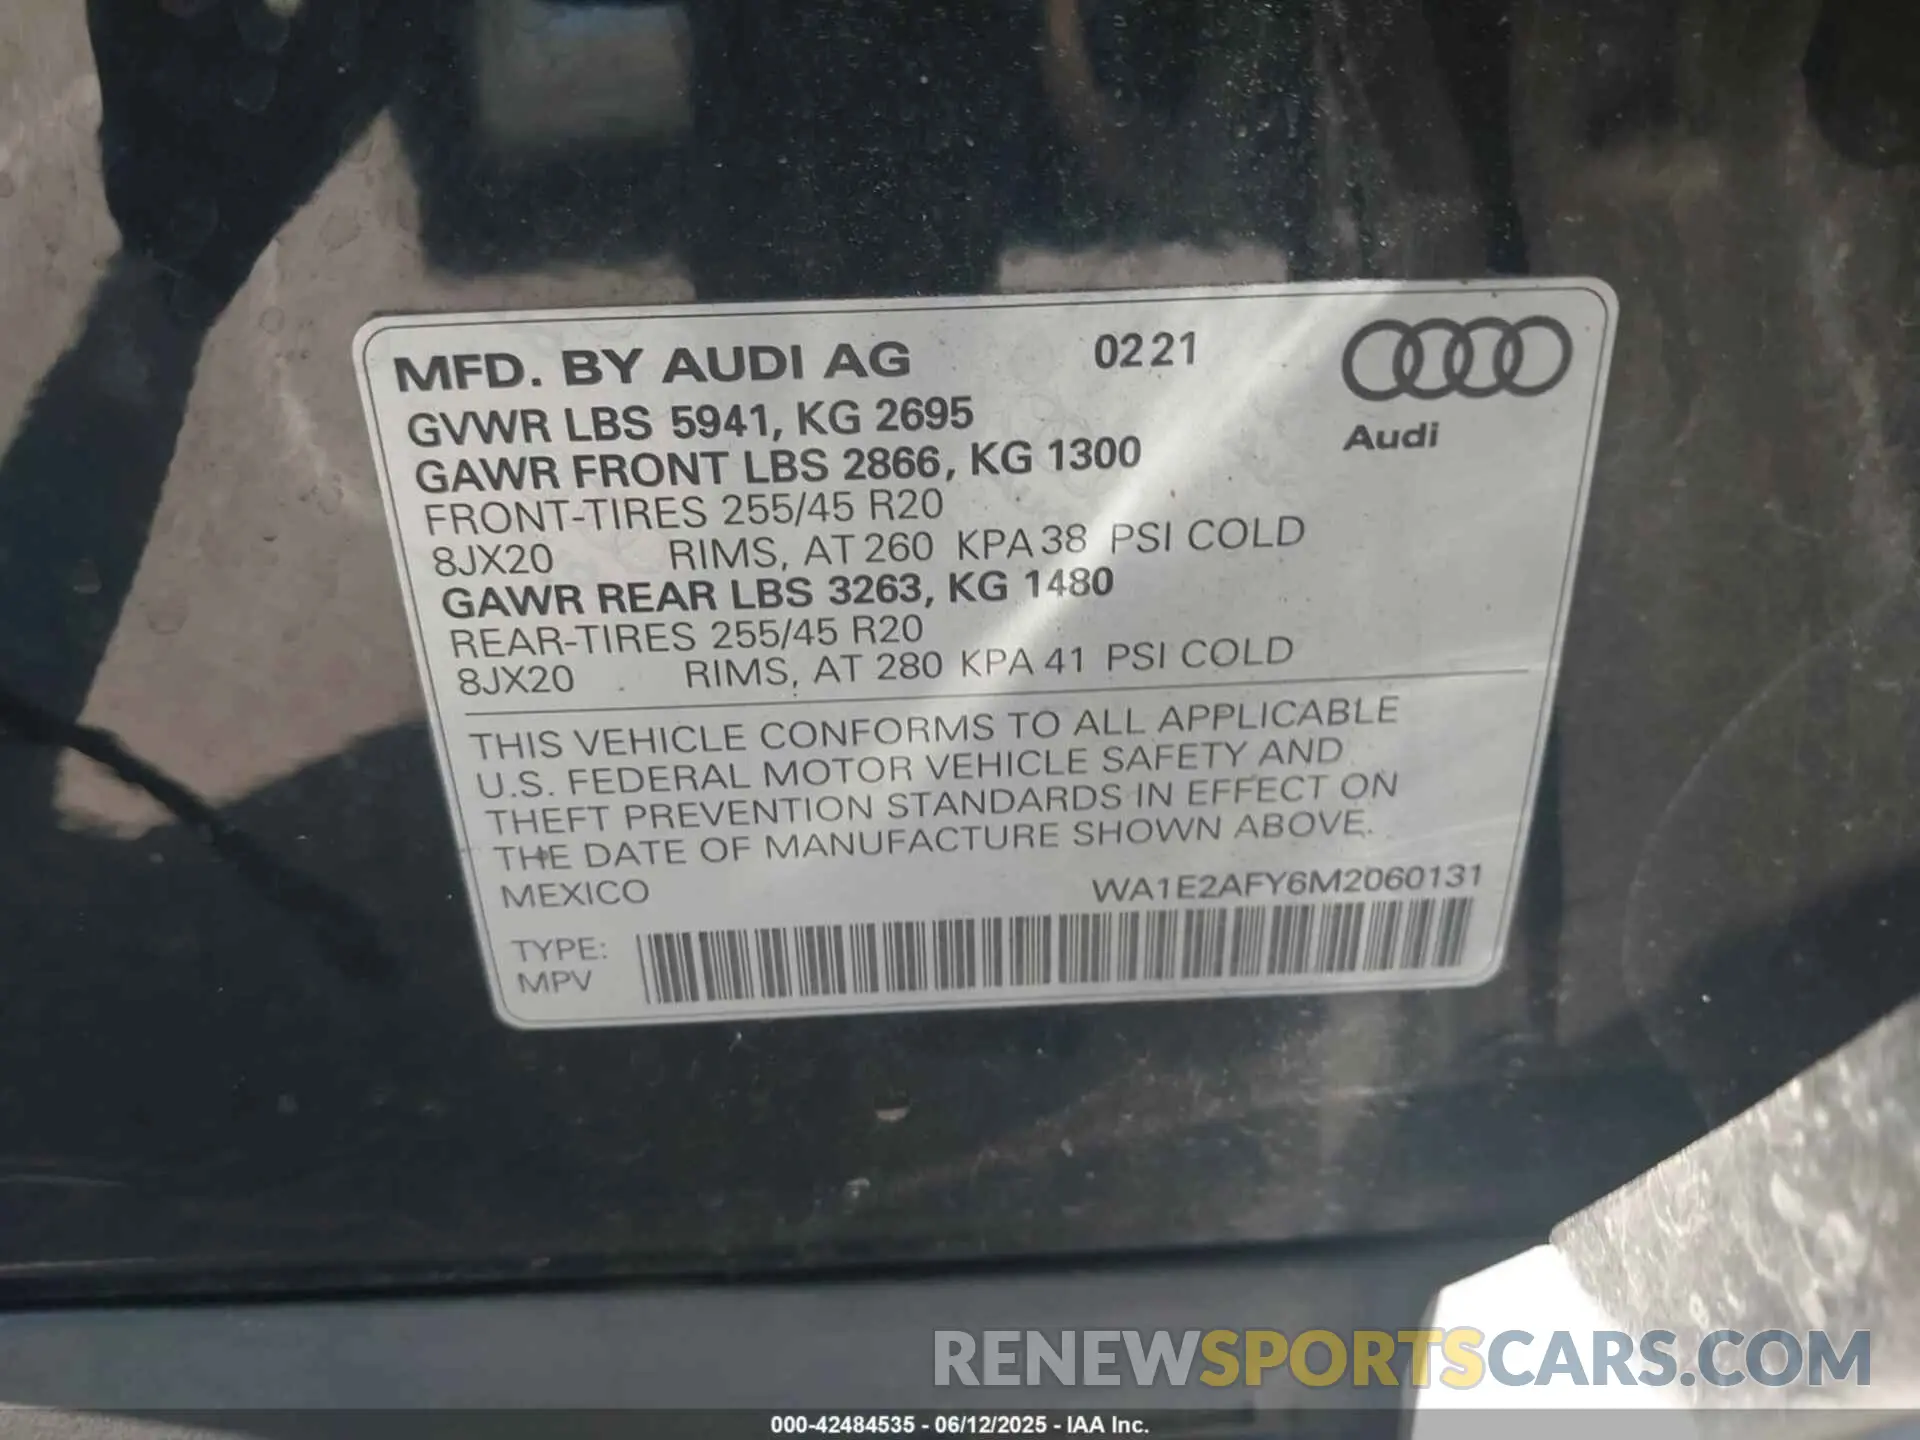 MFD. BY AUDI AG 0221
GVWR LBS 5941, KG 2695
Audi
GAWR FRONT LBS 2866, KG 1300
FRONT-TIRES 255/45 R20
8JX20 RIMS, AT 260 KPA 38 PSI COLD
GAWR REAR LBS 3263, KG 1480
REAR-TIRES 255/45 R20
8JX20 RIMS, AT 280 KPA 41 PSI COLD
THIS VEHICLE CONFORMS TO ALL APPLICABLE
U.S. FEDERAL MOTOR VEHICLE SAFETY AND
THEFT PREVENTION STANDARDS IN EFFECT ON
THE DATE OF MANUFACTURE SHOWN ABOVE.
MEXICO WA1E2AFY6M2060131
TYPE:
MPV
RENEWSPORTSCARS.COM
000-42484535 - 06/12/2025 - IAA Inc.